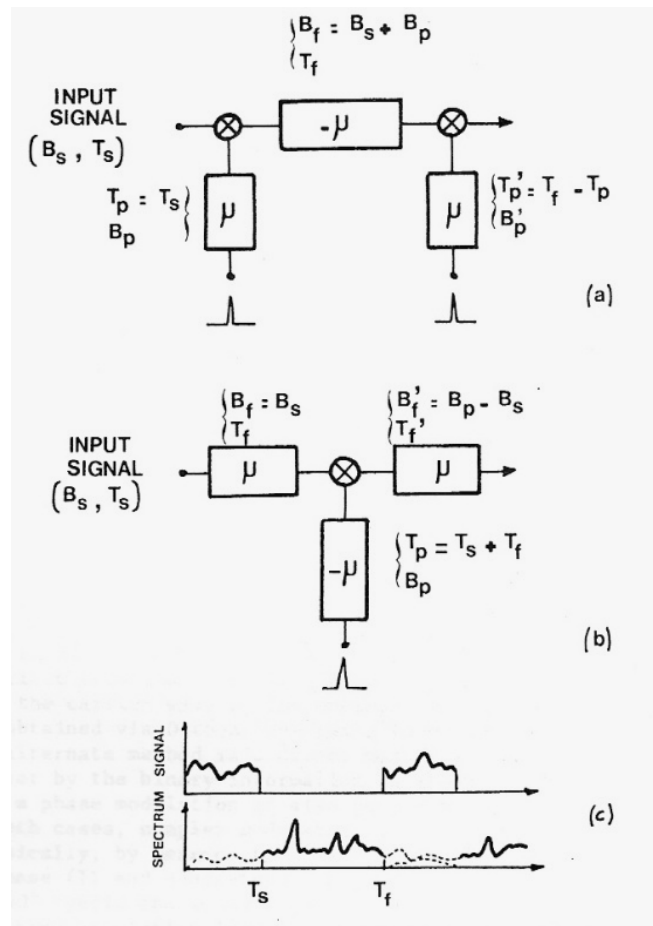 B_f = B_s + B_p
T_f
INPUT
SIGNAL
(B_s , T_s)
-μ
T_p = T_s
B_p
μ
μ
T_p' = T_f - T_p
B_p'
(a)
B_f = B_s
T_f
B_f' = B_p - B_s
T_f'
INPUT
SIGNAL
(B_s , T_s)
μ
μ
-μ
T_p = T_s + T_f
B_p
(b)
SIGNAL
SPECTRUM
(c)
T_s
T_f